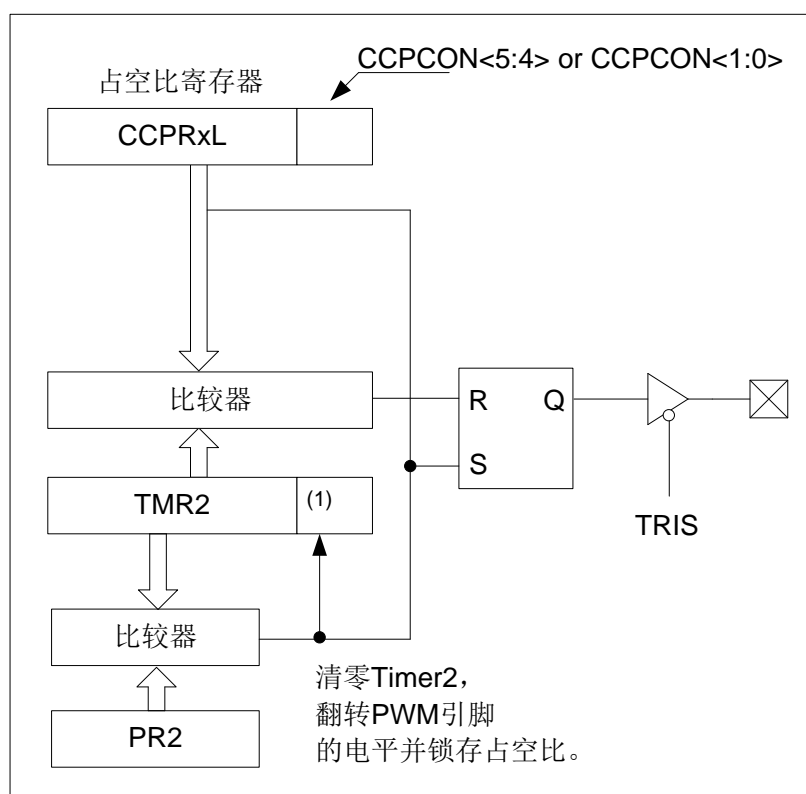 CCPCON<5:4> or CCPCON<1:0>
占空比寄存器
CCPRxL
比较器
R Q
S
TMR2 (1)
TRIS
比较器
清零Timer2，
翻转PWM引脚
的电平并锁存占空比。
PR2